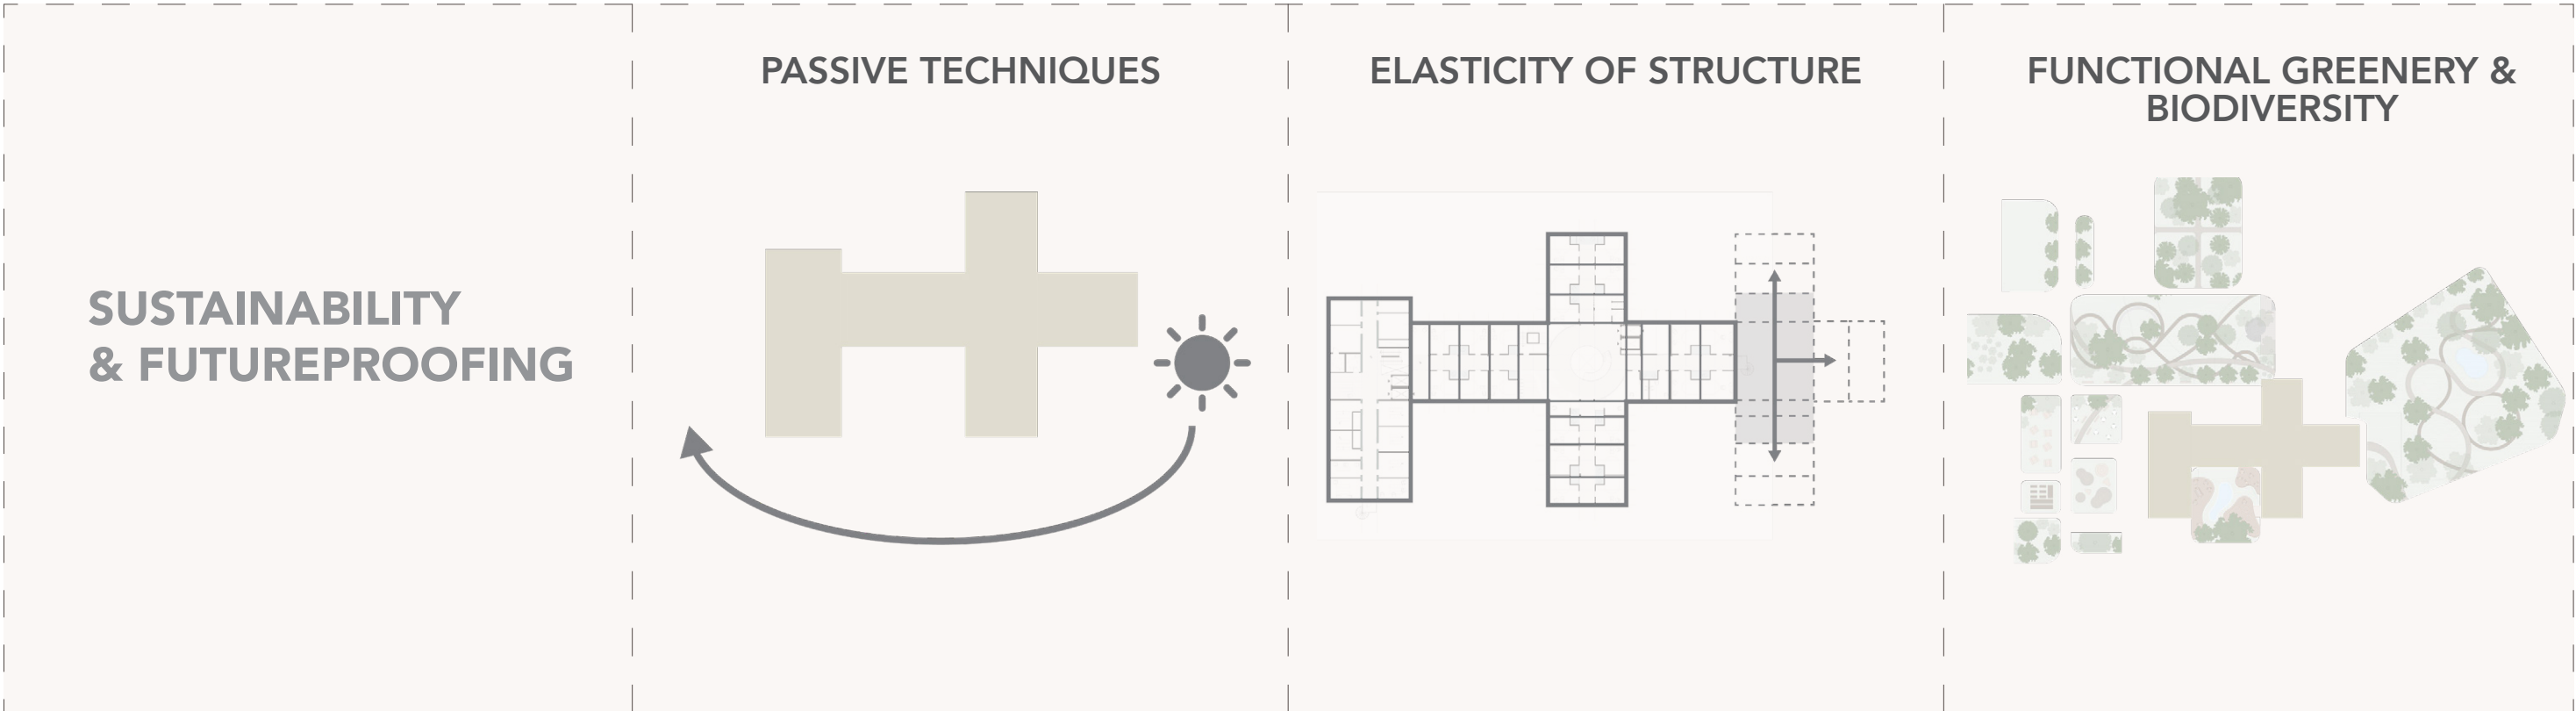 SUSTAINABILITY
& FUTUREPROOFING
PASSIVE TECHNIQUES
ELASTICITY OF STRUCTURE
FUNCTIONAL GREENERY &
BIODIVERSITY